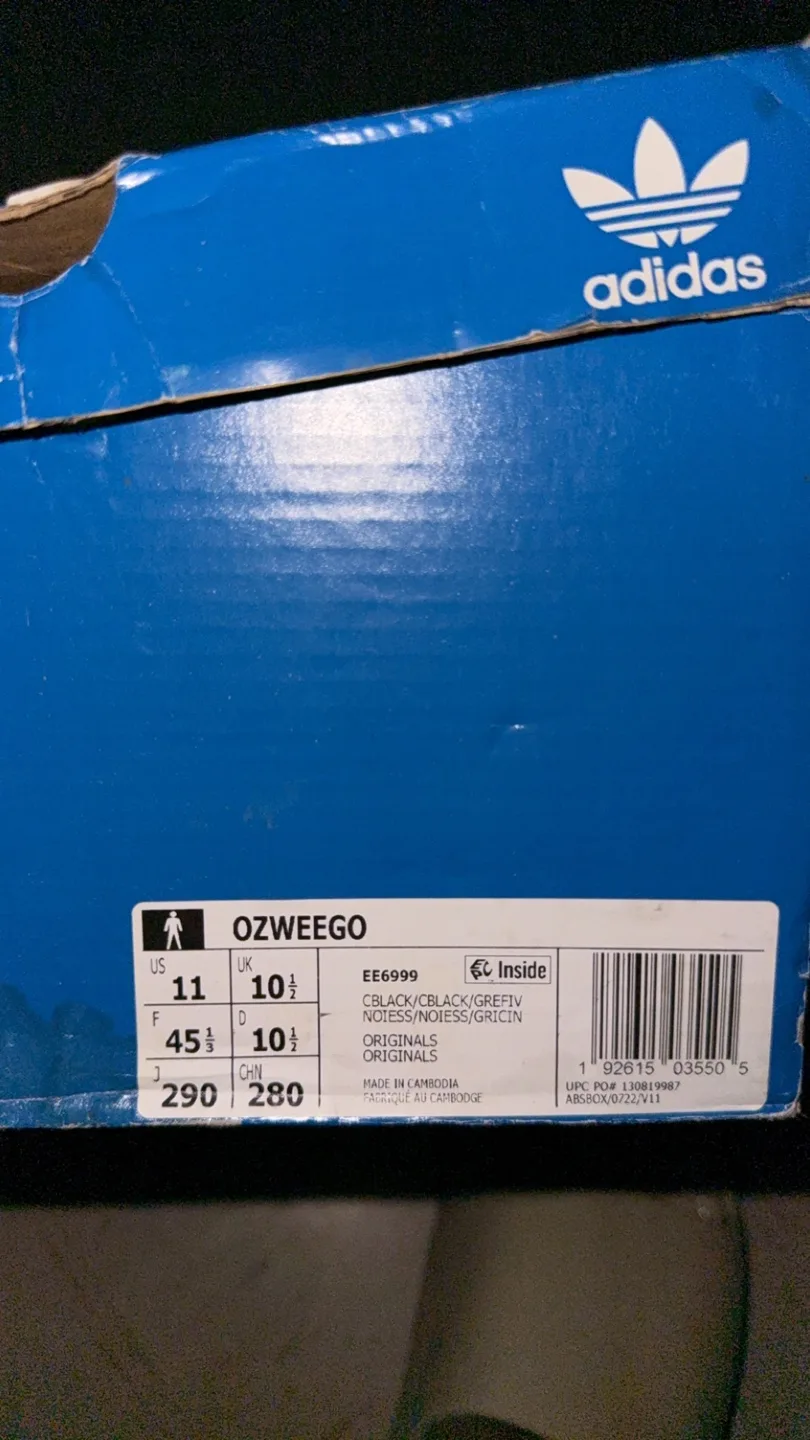 adidas
OZWEEGO
US 11
UK 10½
F 45⅓
D 10½
J 290
CHN 280
EE6999
Inside
CBLACK/CBLACK/GREFIV
NOIESS/NOIESS/GRICIN
ORIGINALS
ORIGINALS
MADE IN CAMBODIA
FABRIQUÉ AU CAMBODGE
1 92615 03550 5
UPC PO# 130819987
ABSBOX/0722/V11